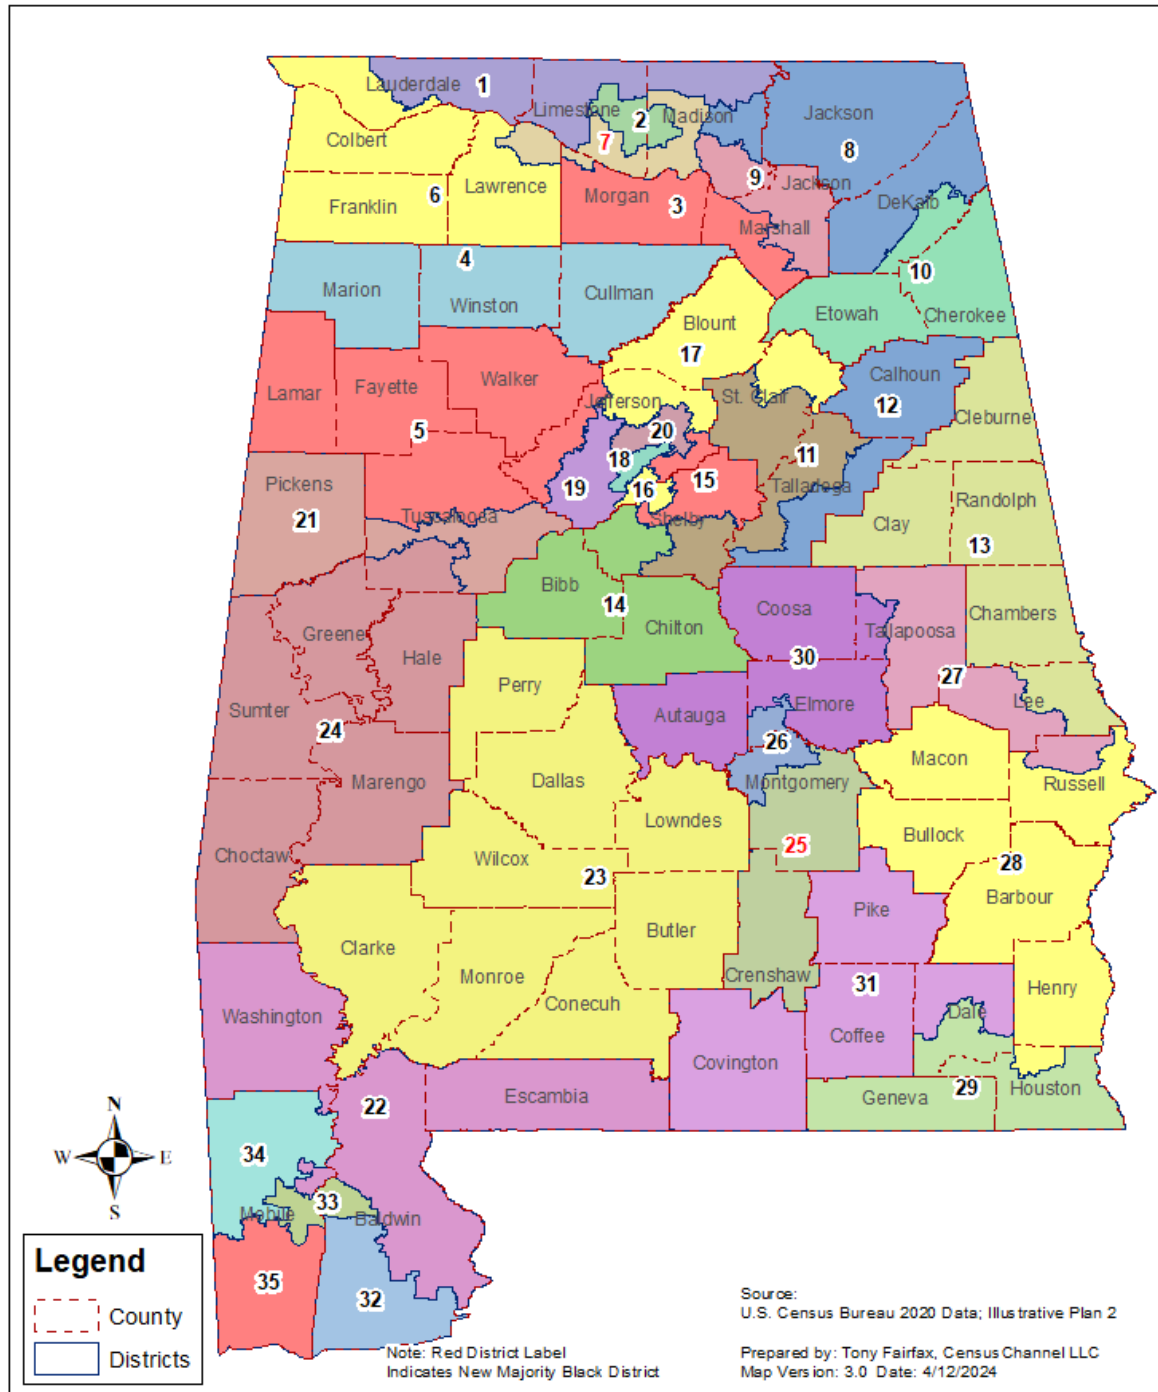 Lauderdale
1
Limestone
2
Madison
Jackson
7
8
Colbert
Lawrence
9
Jackson
6
Franklin
Morgan
3
DeKalb
Marshall
4
10
Marion
Winston
Cullman
Etowah
Cherokee
Blount
17
Walker
Calhoun
Lamar
Fayette
Jefferson
St. Clair
12
Cleburne
5
20
18
11
19
16
15
Talladega
Pickens
21
Tuscaloosa
Shelby
Clay
Randolph
13
Bibb
14
Coosa
Chambers
Greene
Chilton
Tallapoosa
Hale
30
27
Perry
Lee
Sumter
Autauga
Elmore
24
26
Macon
Marengo
Dallas
Montgomery
Russell
Lowndes
Bullock
Choctaw
Wilcox
23
25
28
Barbour
Pike
Clarke
Butler
Monroe
Crenshaw
31
Henry
Washington
Conecuh
Dale
Coffee
Covington
29
Houston
Escambia
Geneva
22
N
W E
S
34
33
Mobile
Baldwin
35
32
Legend
County
Districts
Note: Red District Label
Indicates New Majority Black District
Source:
U.S. Census Bureau 2020 Data; Illustrative Plan 2
Prepared by: Tony Fairfax, CensusChannel LLC
Map Version: 3.0 Date: 4/12/2024